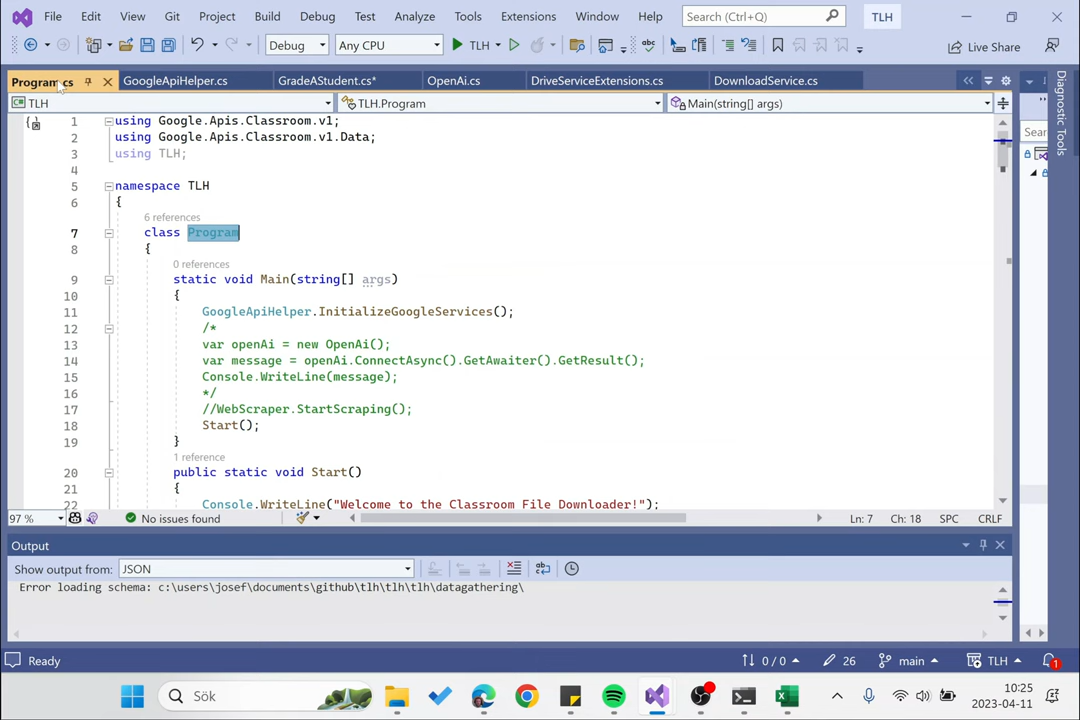 File Edit View Git Project Build Debug Test Analyze Tools Extensions Window Help Search (Ctrl+Q) TLH
Debug Any CPU TLH Live Share
Program.cs GoogleApiHelper.cs GradeAStudent.cs* OpenAi.cs DriveServiceExtensions.cs DownloadService.cs
TLH TLH.Program Main(string[] args)
Diagnostic Tools
Sear
1 using Google.Apis.Classroom.v1;
2 using Google.Apis.Classroom.v1.Data;
3 using TLH;
4
5 namespace TLH
6 {
6 references
7 class Program
8 {
0 references
9 static void Main(string[] args)
10 {
11 GoogleApiHelper.InitializeGoogleServices();
12 /*
13 var openAi = new OpenAi();
14 var message = openAi.ConnectAsync().GetAwaiter().GetResult();
15 Console.WriteLine(message);
16 */
17 //WebScraper.StartScraping();
18 Start();
19 }
1 reference
20 public static void Start()
21 {
22 Console.WriteLine("Welcome to the Classroom File Downloader!");
97 % No issues found Ln: 7 Ch: 18 SPC CRLF
Output
Show output from: JSON
Error loading schema: c:\users\josef\documents\github\tlh\tlh\tlh\datagathering\
Ready 0 / 0 26 main TLH 1
Sök 10:25
2023-04-11